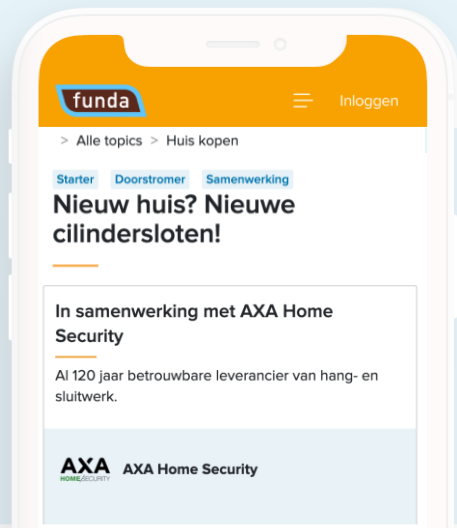 funda
Inloggen
> Alle topics > Huis kopen
Starter Doorstromer Samenwerking
Nieuw huis? Nieuwe
cilindersloten!
In samenwerking met AXA Home
Security
Al 120 jaar betrouwbare leverancier van hang- en
sluitwerk.
AXA
HOME SECURITY
AXA Home Security